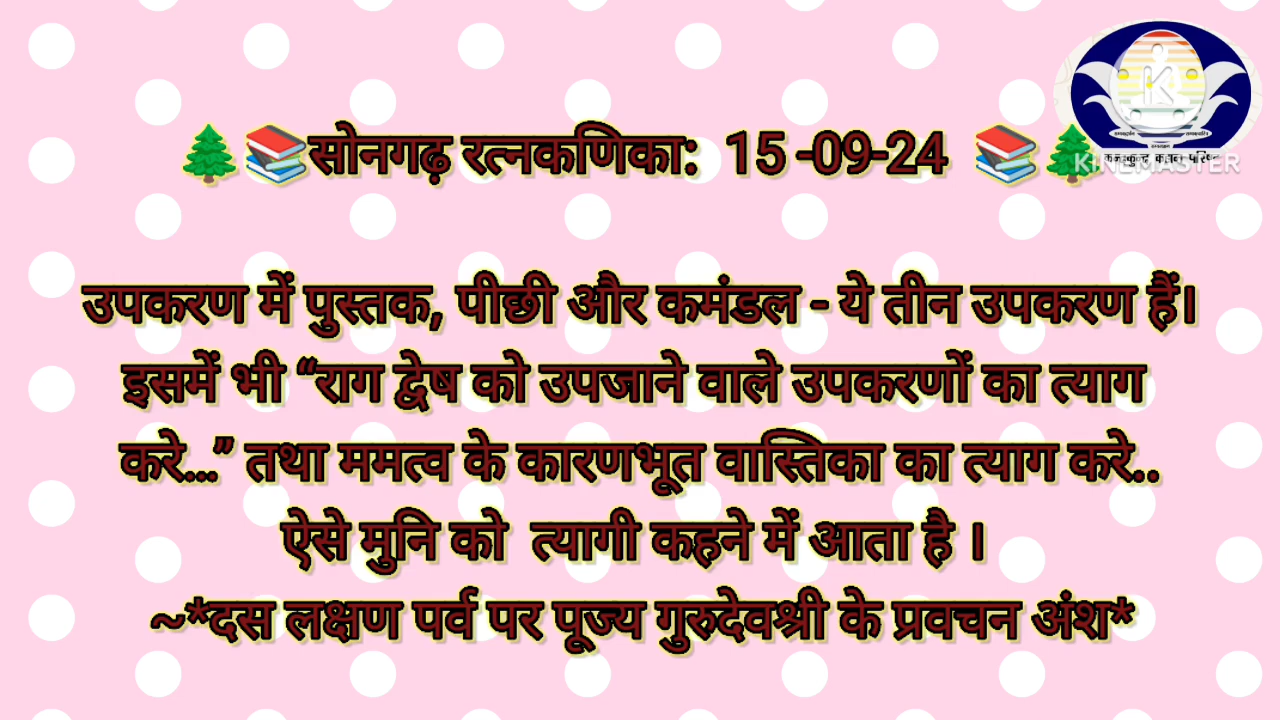 🌲📚सोनगढ़ रत्नकणिका: 15 -09-24 📚🌲
KINEMASTER
उपकरण में पुस्तक, पीछी और कमंडल - ये तीन उपकरण हैं।
इसमें भी “राग द्वेष को उपजाने वाले उपकरणों का त्याग
करे...” तथा ममत्व के कारणभूत वास्तिका का त्याग करे..
ऐसे मुनि को त्यागी कहने में आता है ।
~*दस लक्षण पर्व पर पूज्य गुरुदेवश्री के प्रवचन अंश*